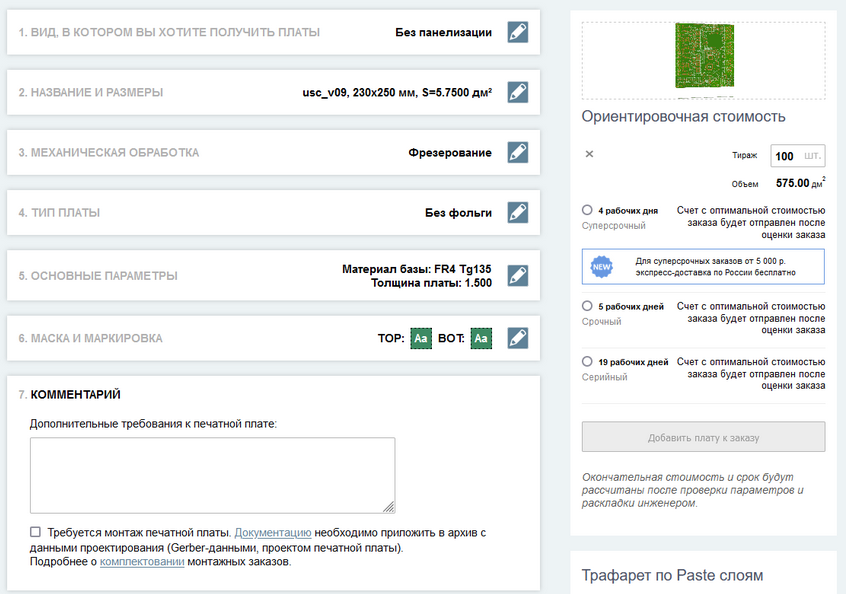 1. ВИД, В КОТОРОМ ВЫ ХОТИТЕ ПОЛУЧИТЬ ПЛАТЫ Без панелизации
2. НАЗВАНИЕ И РАЗМЕРЫ usc_v09, 230x250 мм, S=5.7500 дм²
3. МЕХАНИЧЕСКАЯ ОБРАБОТКА Фрезерование
4. ТИП ПЛАТЫ Без фольги
5. ОСНОВНЫЕ ПАРАМЕТРЫ Материал базы: FR4 Tg135
Толщина платы: 1.500
6. МАСКА И МАРКИРОВКА TOP: Aa BOT: Aa
7. КОММЕНТАРИЙ
Дополнительные требования к печатной плате:
Требуется монтаж печатной платы. Документацию необходимо приложить в архив с
данными проектирования (Gerber-данными, проектом печатной платы).
Подробнее о комплектовании монтажных заказов.
Ориентировочная стоимость
× Тираж 100 шт.
Объем 575.00 дм²
4 рабочих дня Счет с оптимальной стоимостью
Суперсрочный заказа будет отправлен после
оценки заказа
NEW Для суперсрочных заказов от 5 000 р.
экспресс-доставка по России бесплатно
5 рабочих дней Счет с оптимальной стоимостью
Срочный заказа будет отправлен после
оценки заказа
19 рабочих дней Счет с оптимальной стоимостью
Серийный заказа будет отправлен после
оценки заказа
Добавить плату к заказу
Окончательная стоимость и срок будут
рассчитаны после проверки параметров и
раскладки инженером.
Трафарет по Paste слоям